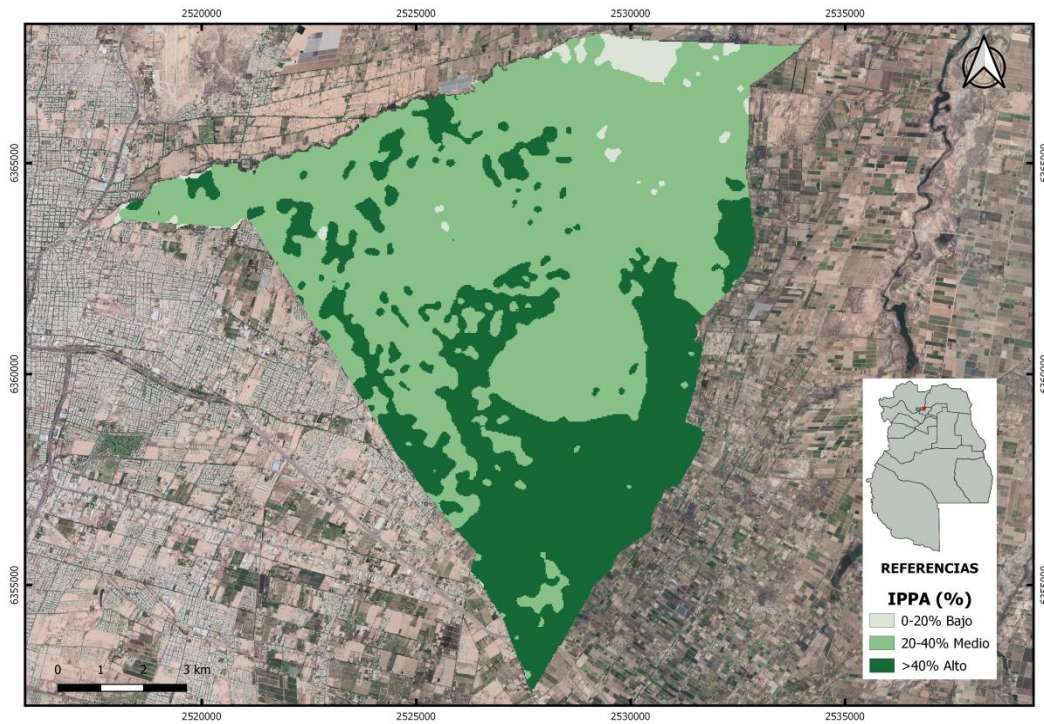 2520000 2525000 2530000 2535000
6365000 6365000
6360000 6360000
6355000 6355000
REFERENCIAS
IPPA (%)
0-20% Bajo
20-40% Medio
>40% Alto
0 1 2 3 km
2520000 2525000 2530000 2535000